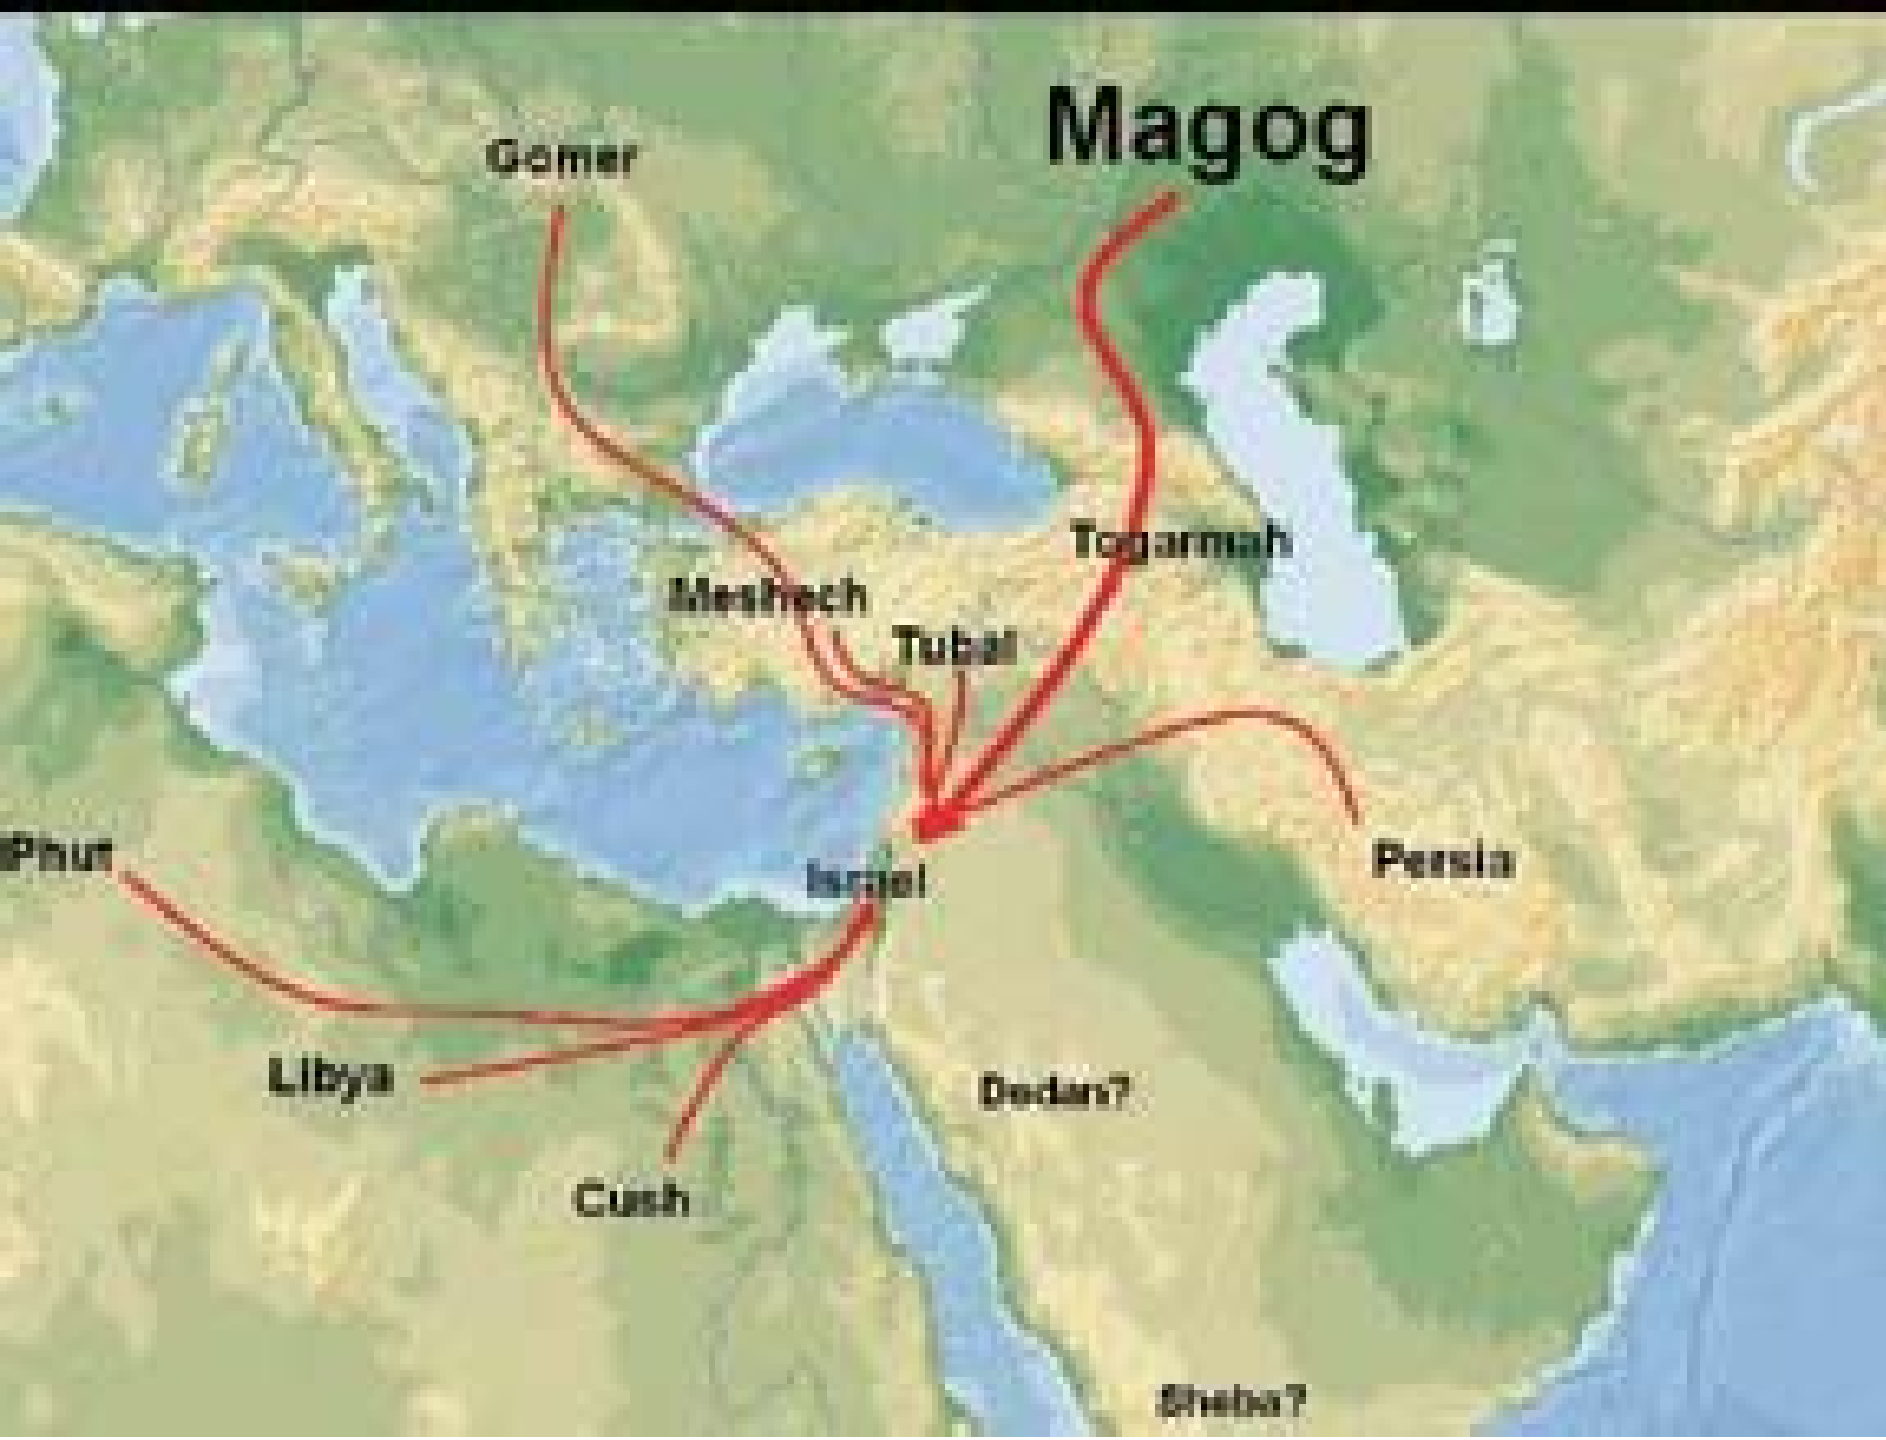 Magog
Gomer
Togarmah
Meshech
Tubal
Phut
Persia
Israel
Libya
Dedan?
Cush
Sheba?